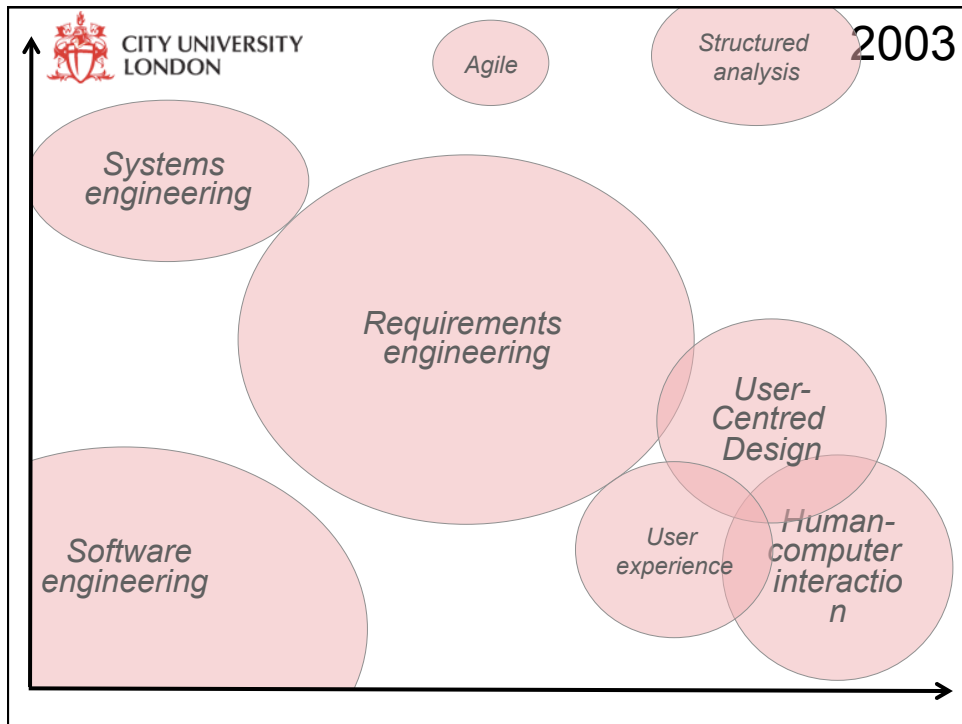 CITY UNIVERSITY
LONDON
Agile
Structured
analysis
2003
Systems
engineering
Requirements
engineering
User-
Centred
Design
Software
engineering
User
experience
Human-
computer
interactio
n